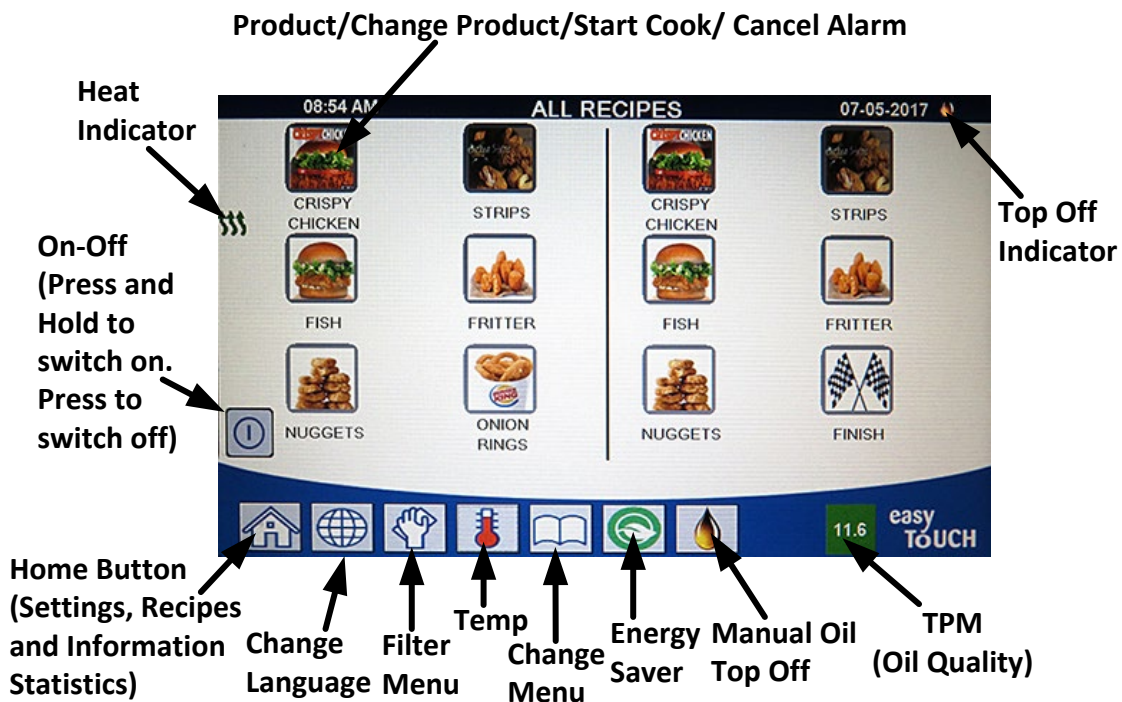 Product/Change Product/Start Cook/ Cancel Alarm
Heat
Indicator
08:54 AM
ALL RECIPES
07-05-2017
CRISPY
CHICKEN
STRIPS
CRISPY
CHICKEN
STRIPS
Top Off
Indicator
On-Off
(Press and
Hold to
switch on.
Press to
switch off)
FISH
FRITTER
FISH
FRITTER
NUGGETS
ONION
RINGS
NUGGETS
FINISH
11.6
easy
TOUCH
Home Button
(Settings, Recipes
and Information
Statistics)
Change
Language
Filter
Menu
Temp
Change
Menu
Energy
Saver
Manual Oil
Top Off
TPM
(Oil Quality)